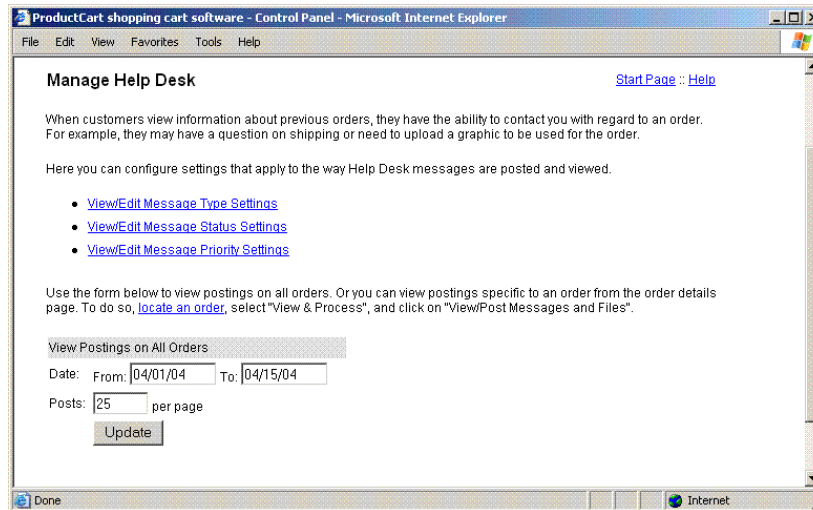 ProductCart shopping cart software - Control Panel - Microsoft Internet Explorer
File Edit View Favorites Tools Help
Manage Help Desk
Start Page :: Help
When customers view information about previous orders, they have the ability to contact you with regard to an order.
For example, they may have a question on shipping or need to upload a graphic to be used for the order.
Here you can configure settings that apply to the way Help Desk messages are posted and viewed.
• View/Edit Message Type Settings
• View/Edit Message Status Settings
• View/Edit Message Priority Settings
Use the form below to view postings on all orders. Or you can view postings specific to an order from the order details
page. To do so, locate an order, select "View & Process", and click on "View/Post Messages and Files".
View Postings on All Orders
Date: From: 04/01/04 To: 04/15/04
Posts: 25 per page
Update
Done
Internet